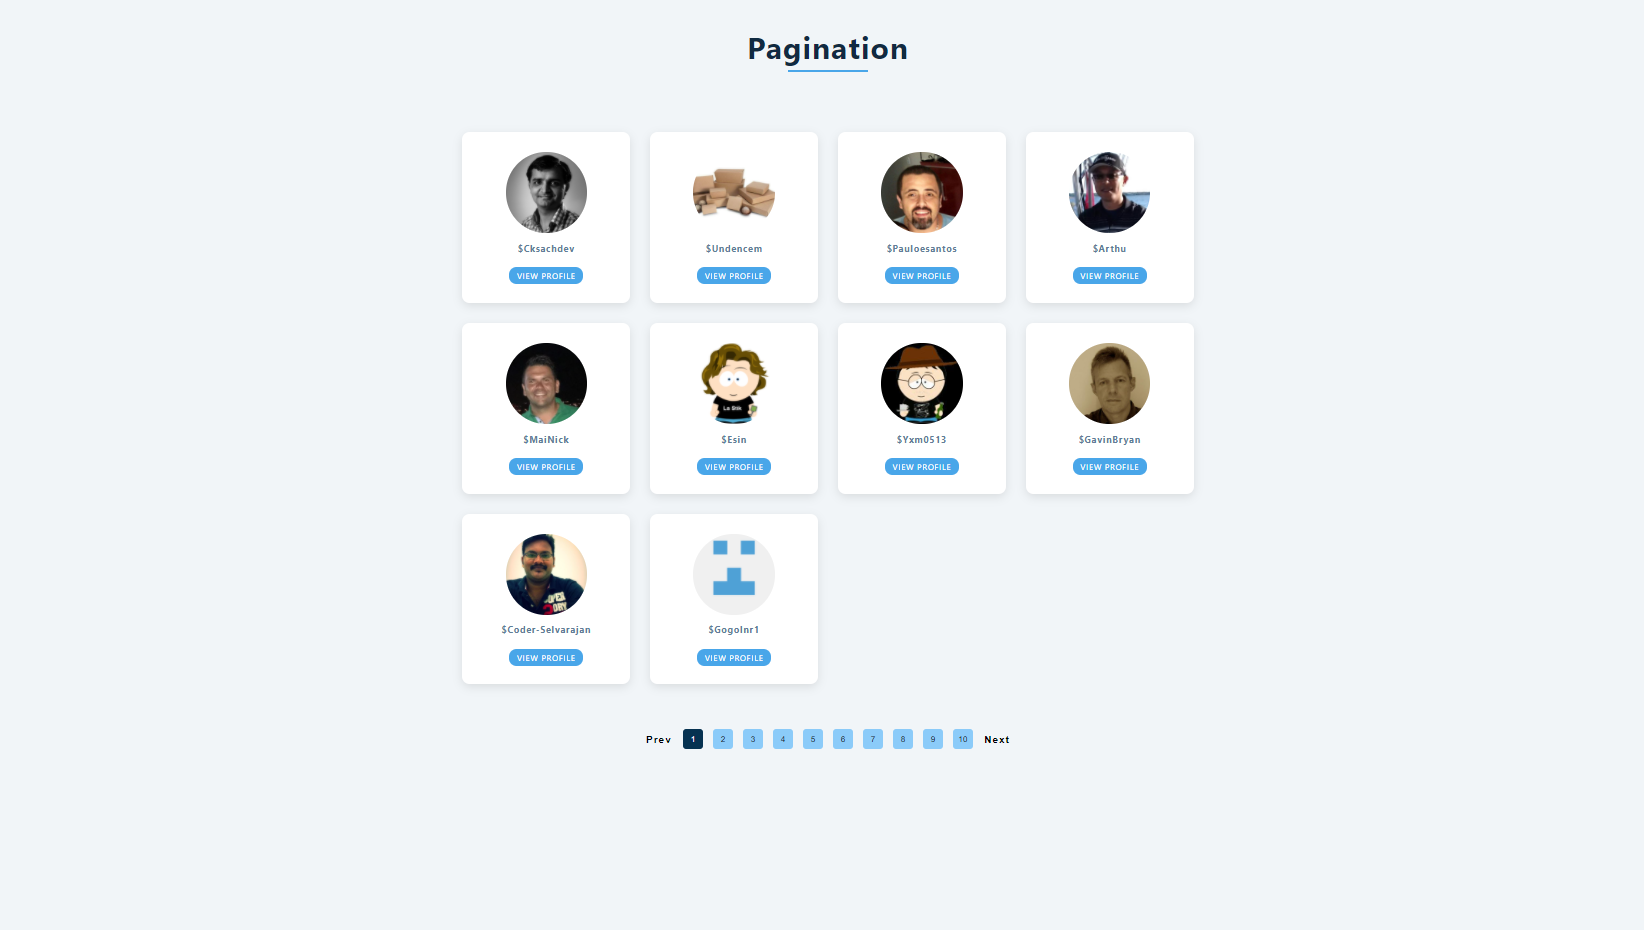 Pagination
$Cksachdev
$Undencem
$Pauloesantos
$Arthu
VIEW PROFILE
VIEW PROFILE
VIEW PROFILE
VIEW PROFILE
$MaiNick
La Stik
$Esin
$Yxm0513
$GavinBryan
VIEW PROFILE
VIEW PROFILE
VIEW PROFILE
VIEW PROFILE
$Coder-Selvarajan
$Gogolnr1
VIEW PROFILE
VIEW PROFILE
Prev 1 2 3 4 5 6 7 8 9 10 Next